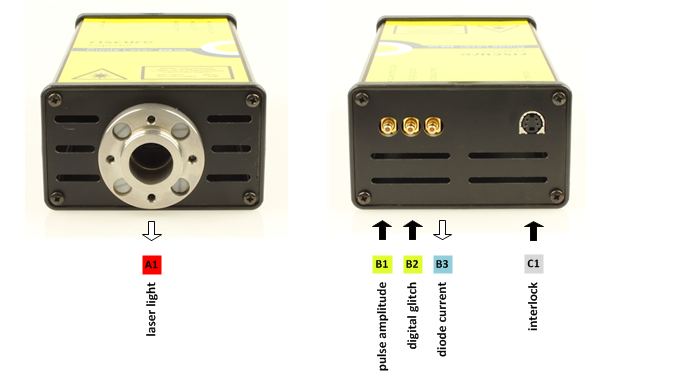 A1
laser light
B1
B2
B3
C1
pulse amplitude
digital glitch
diode current
interlock